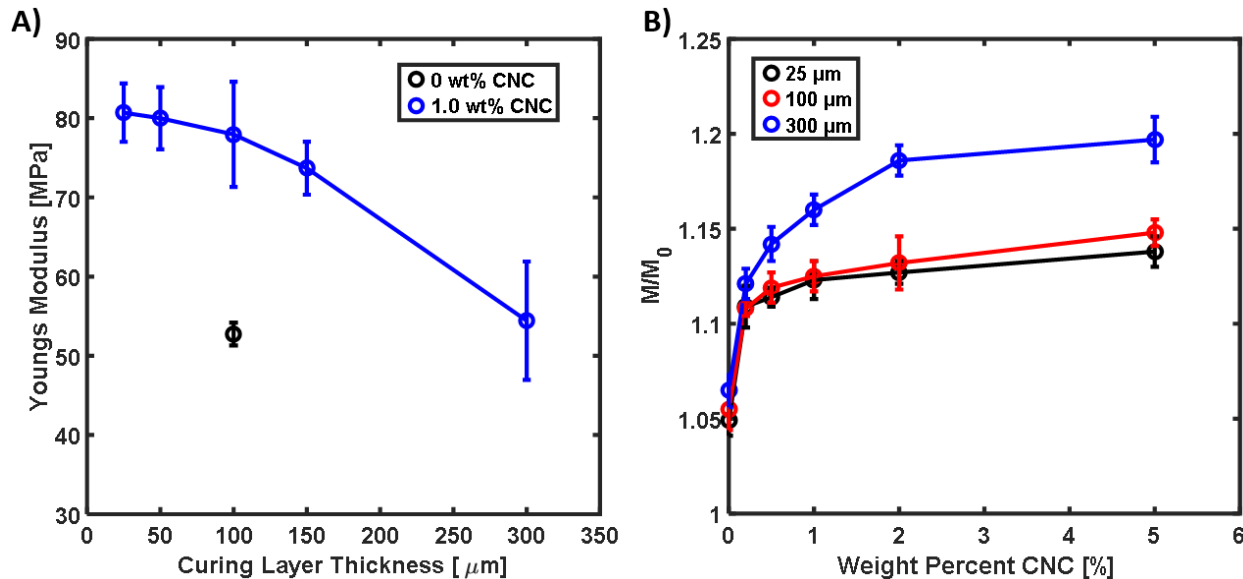 A)
90
80
70
60
50
40
30
Youngs Modulus [MPa]
0 wt% CNC
1.0 wt% CNC
0 50 100 150 200 250 300 350
Curing Layer Thickness [ μm]
B)
1.25
1.2
1.15
1.1
1.05
1
M/M0
25 μm
100 μm
300 μm
0 1 2 3 4 5 6
Weight Percent CNC [%]